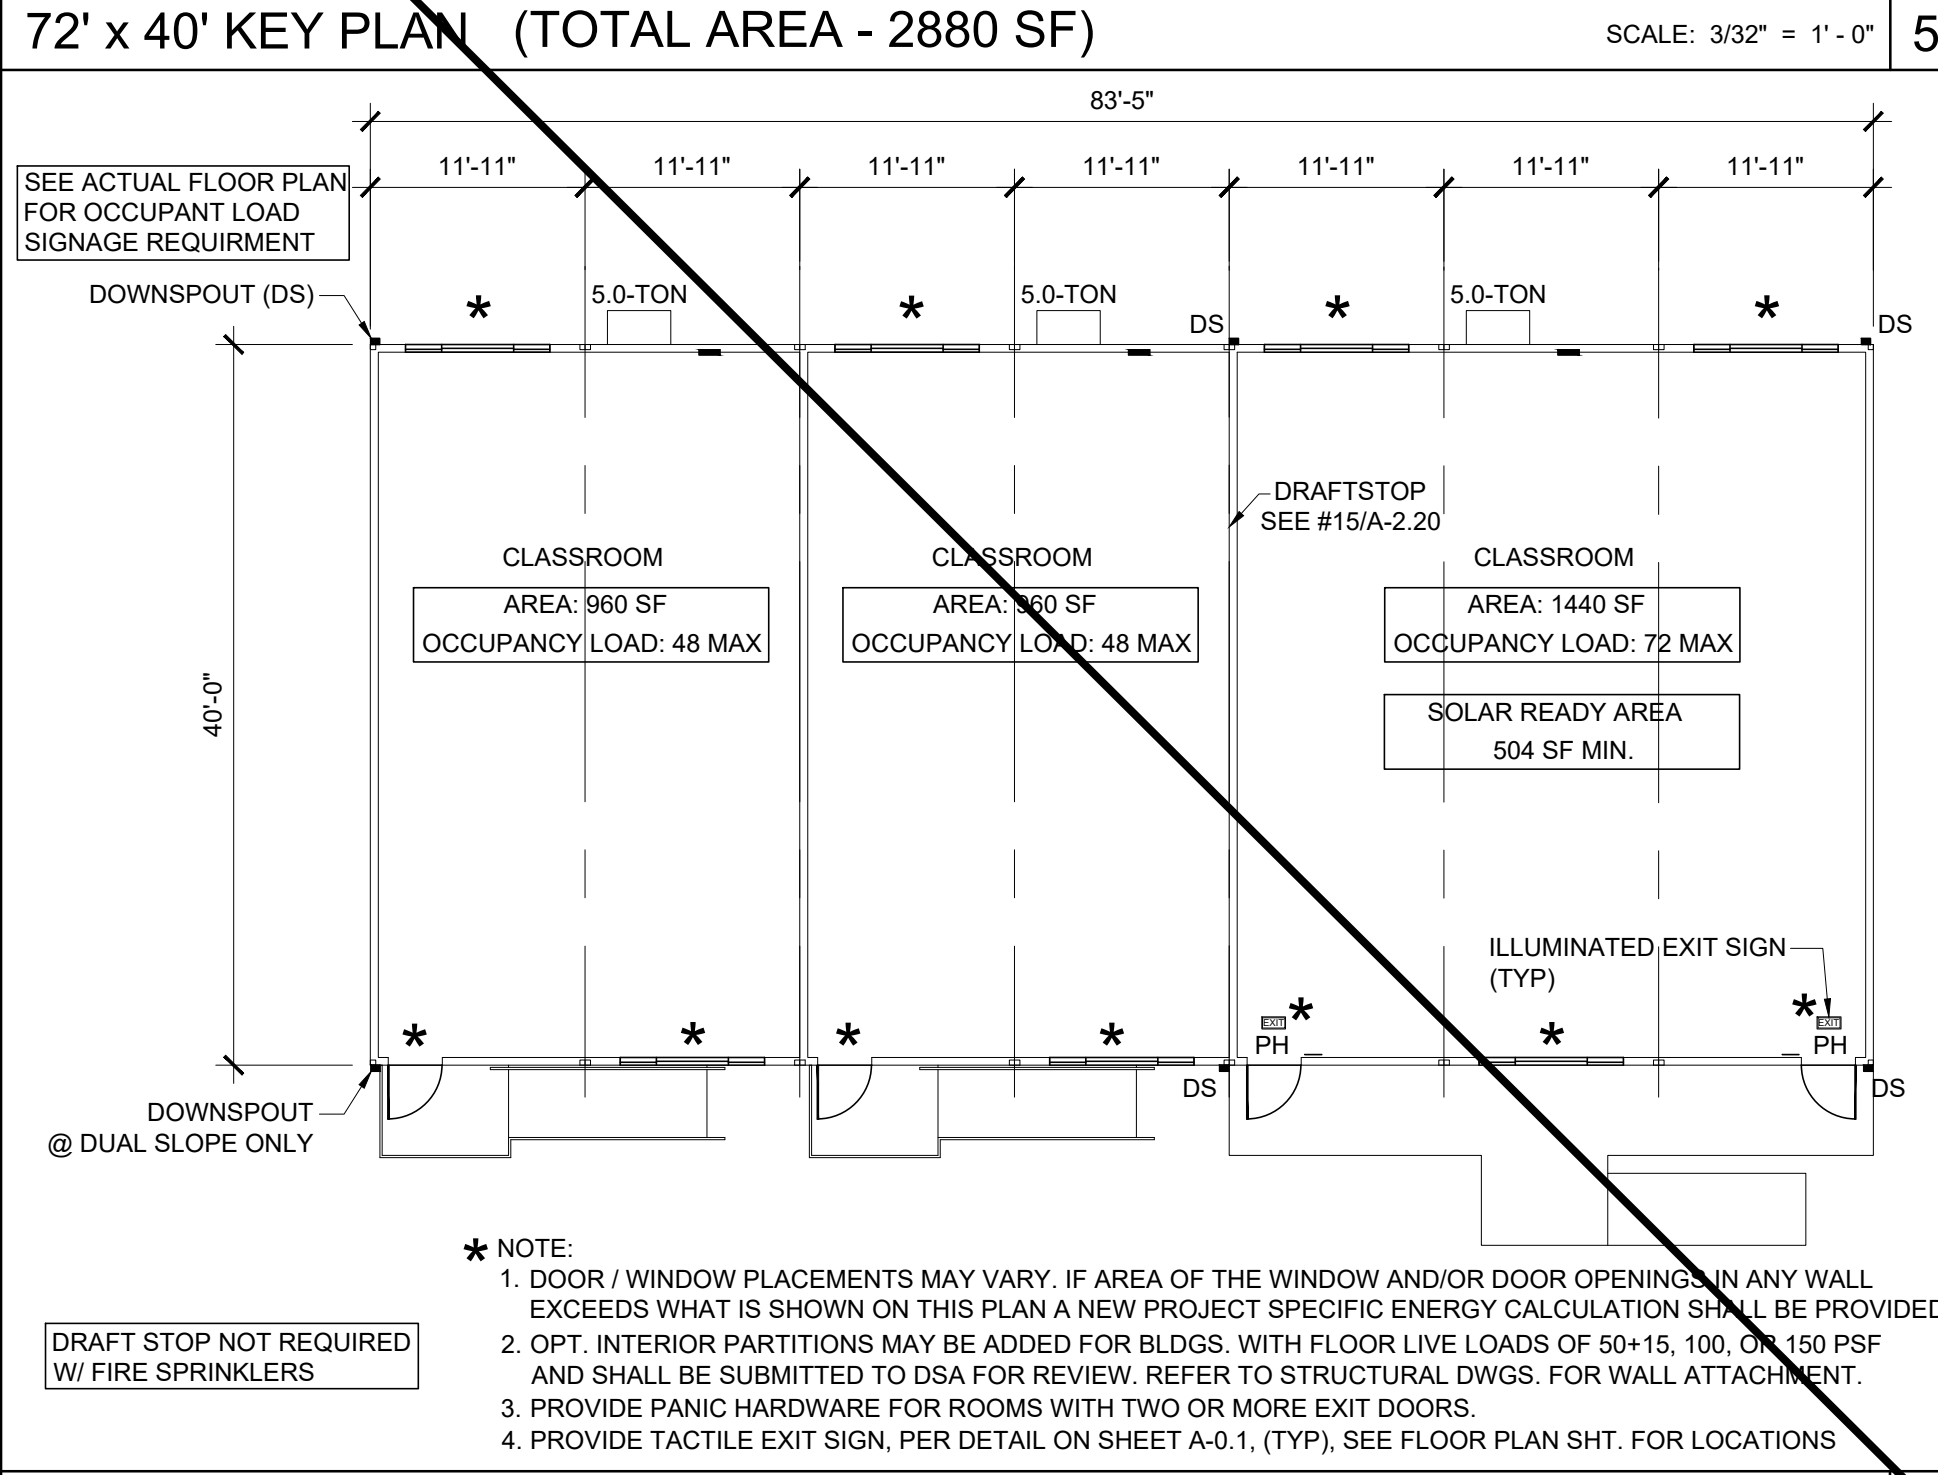 72' x 40' KEY PLAN (TOTAL AREA - 2880 SF)
SCALE: 3/32" = 1' - 0"
5
83'-5"
11'-11" 11'-11" 11'-11" 11'-11" 11'-11" 11'-11" 11'-11"
SEE ACTUAL FLOOR PLAN
FOR OCCUPANT LOAD
SIGNAGE REQUIRMENT
DOWNSPOUT (DS)
* 5.0-TON * 5.0-TON * 5.0-TON *
DS DS
DRAFTSTOP
SEE #15/A-2.20
CLASSROOM
AREA: 960 SF
OCCUPANCY LOAD: 48 MAX
CLASSROOM
AREA: 960 SF
OCCUPANCY LOAD: 48 MAX
CLASSROOM
AREA: 1440 SF
OCCUPANCY LOAD: 72 MAX
SOLAR READY AREA
504 SF MIN.
40'-0"
ILLUMINATED EXIT SIGN
(TYP)
* * * * EXIT * * * EXIT
PH PH
DS DS
DOWNSPOUT
@ DUAL SLOPE ONLY
* NOTE:
1. DOOR / WINDOW PLACEMENTS MAY VARY. IF AREA OF THE WINDOW AND/OR DOOR OPENINGS IN ANY WALL
EXCEEDS WHAT IS SHOWN ON THIS PLAN A NEW PROJECT SPECIFIC ENERGY CALCULATION SHALL BE PROVIDED
2. OPT. INTERIOR PARTITIONS MAY BE ADDED FOR BLDGS. WITH FLOOR LIVE LOADS OF 50+15, 100, OR 150 PSF
AND SHALL BE SUBMITTED TO DSA FOR REVIEW. REFER TO STRUCTURAL DWGS. FOR WALL ATTACHMENT.
3. PROVIDE PANIC HARDWARE FOR ROOMS WITH TWO OR MORE EXIT DOORS.
4. PROVIDE TACTILE EXIT SIGN, PER DETAIL ON SHEET A-0.1, (TYP), SEE FLOOR PLAN SHT. FOR LOCATIONS
DRAFT STOP NOT REQUIRED
W/ FIRE SPRINKLERS